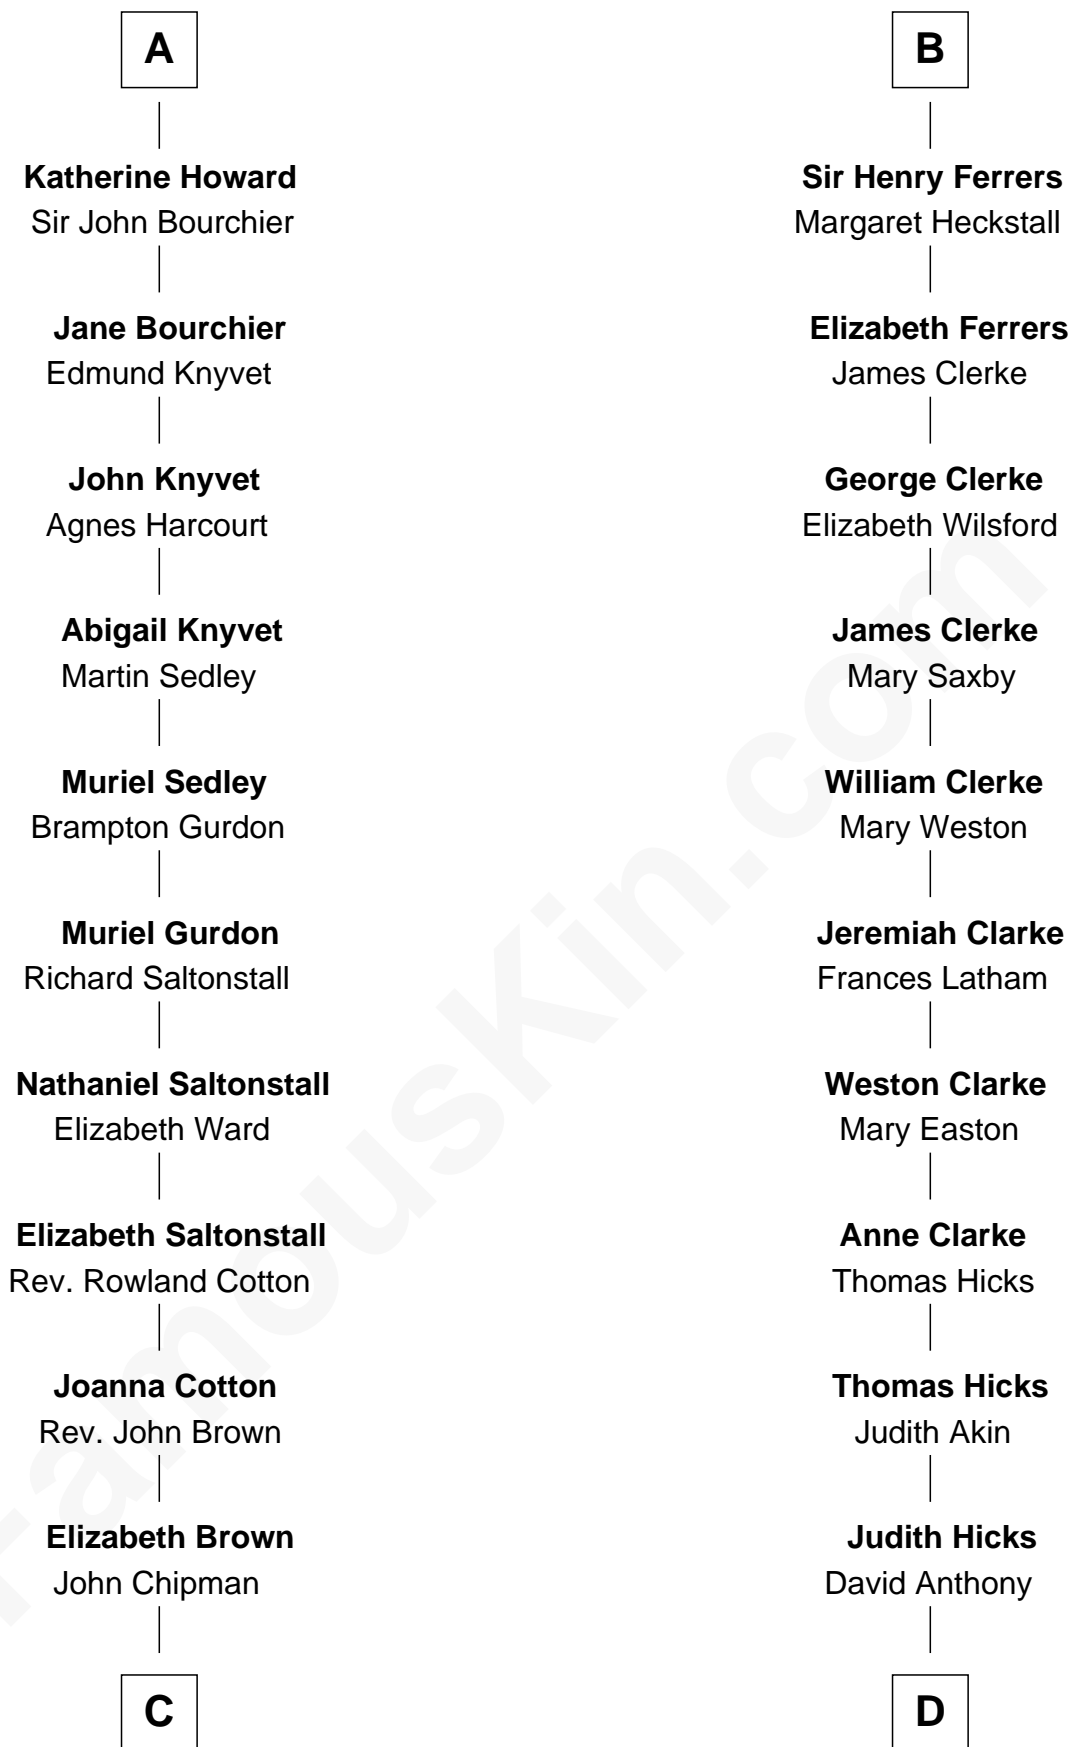 A
Katherine Howard
Sir John Bourchier
Jane Bourchier
Edmund Knyvet
John Knyvet
Agnes Harcourt
Abigail Knyvet
Martin Sedley
Muriel Sedley
Brampton Gurdon
Muriel Gurdon
Richard Saltonstall
Nathaniel Saltonstall
Elizabeth Ward
Elizabeth Saltonstall
Rev. Rowland Cotton
Joanna Cotton
Rev. John Brown
Elizabeth Brown
John Chipman
C
B
Sir Henry Ferrers
Margaret Heckstall
Elizabeth Ferrers
James Clerke
George Clerke
Elizabeth Wilsford
James Clerke
Mary Saxby
William Clerke
Mary Weston
Jeremiah Clarke
Frances Latham
Weston Clarke
Mary Easton
Anne Clarke
Thomas Hicks
Thomas Hicks
Judith Akin
Judith Hicks
David Anthony
D
FamousKin.com